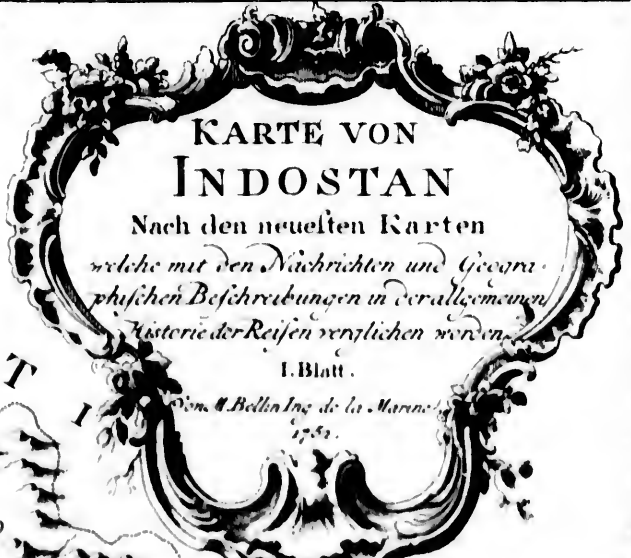 KARTE VON
INDOSTAN
Nach den neueſten Karten
welche mit den Nachrichten und Geogra-
phiſchen Beſchreibungen in der allgemeinen
Hiſtorie der Reiſen verglichen worden
I. Blatt.
Von M. Bellin Ing. de la Marine
1752.
T
I